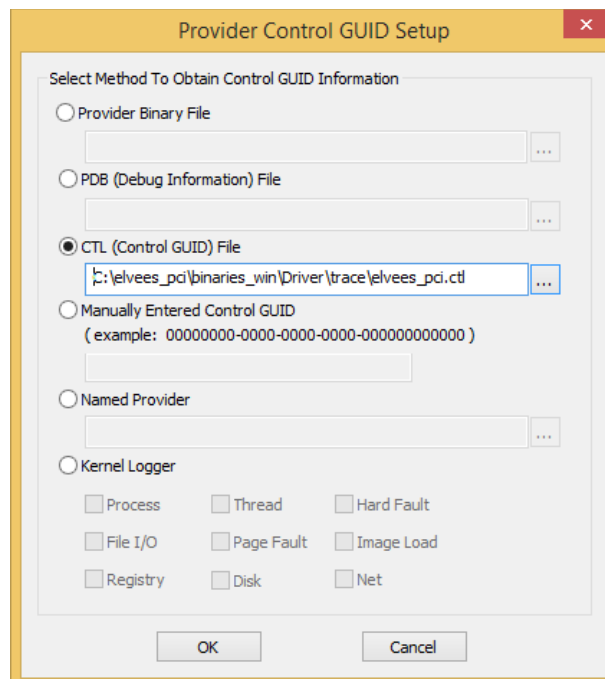 Provider Control GUID Setup
Select Method To Obtain Control GUID Information
Provider Binary File
...
PDB (Debug Information) File
...
CTL (Control GUID) File
C:\elvees_pci\binaries_win\Driver\trace\elvees_pci.ctl
...
Manually Entered Control GUID
( example: 00000000-0000-0000-0000-000000000000 )
Named Provider
...
Kernel Logger
Process Thread Hard Fault
File I/O Page Fault Image Load
Registry Disk Net
OK Cancel